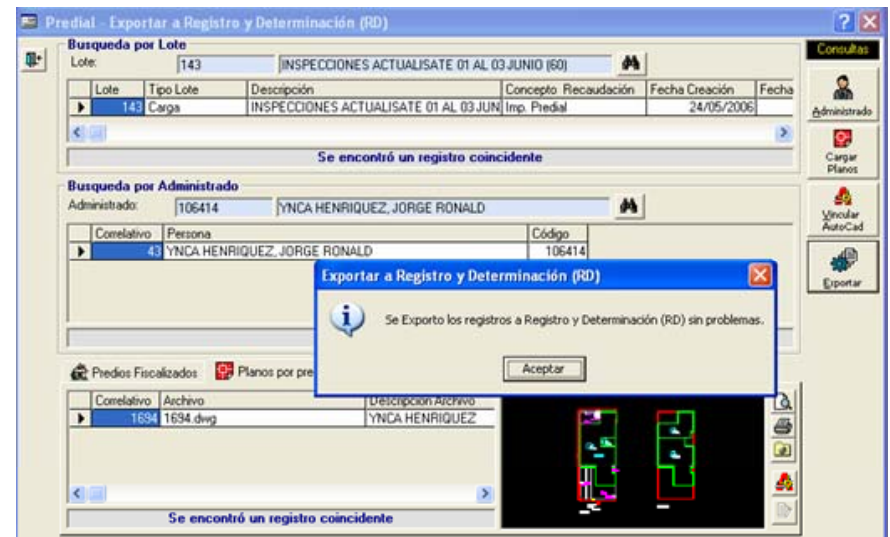 Predial - Exportar a Registro y Determinación (RD)
Busqueda por Lote
Lote: 143 INSPECCIONES ACTUALISATE 01 AL 03 JUNIO (60)
Lote Tipo Lote Descripción Concepto Recaudación Fecha Creación Fecha
143 Carga INSPECCIONES ACTUALISATE 01 AL 03 JUN Imp. Predial 24/05/2006
Se encontró un registro coincidente
Busqueda por Administrado
Administrado: 106414 YNCA HENRIQUEZ, JORGE RONALD
Correlativo Persona Código
43 YNCA HENRIQUEZ, JORGE RONALD 106414
Exportar a Registro y Determinación (RD)
Se Exporto los registros a Registro y Determinación (RD) sin problemas.
Aceptar
Predios Fiscalizados Planos por pre
Correlativo Archivo Descripción Archivo
1694 1694.dwg YNCA HENRIQUEZ
Se encontró un registro coincidente
Consultas
Administrado
Cargar
Planos
Vincular
AutoCad
Exportar